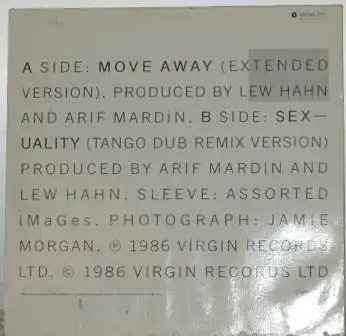 A SIDE: MOVE AWAY (EXTENDED
VERSION). PRODUCED BY LEW HAHN
AND ARIF MARDIN. B SIDE: SEX—
UALITY (TANGO DUB REMIX VERSION)
PRODUCED BY ARIF MARDIN AND
LEW HAHN. SLEEVE: ASSORTED
iMaGes. PHOTOGRAPH: JAMIE
MORGAN. ℗ 1986 VIRGIN RECORDS
LTD. © 1986 VIRGIN RECORDS LTD